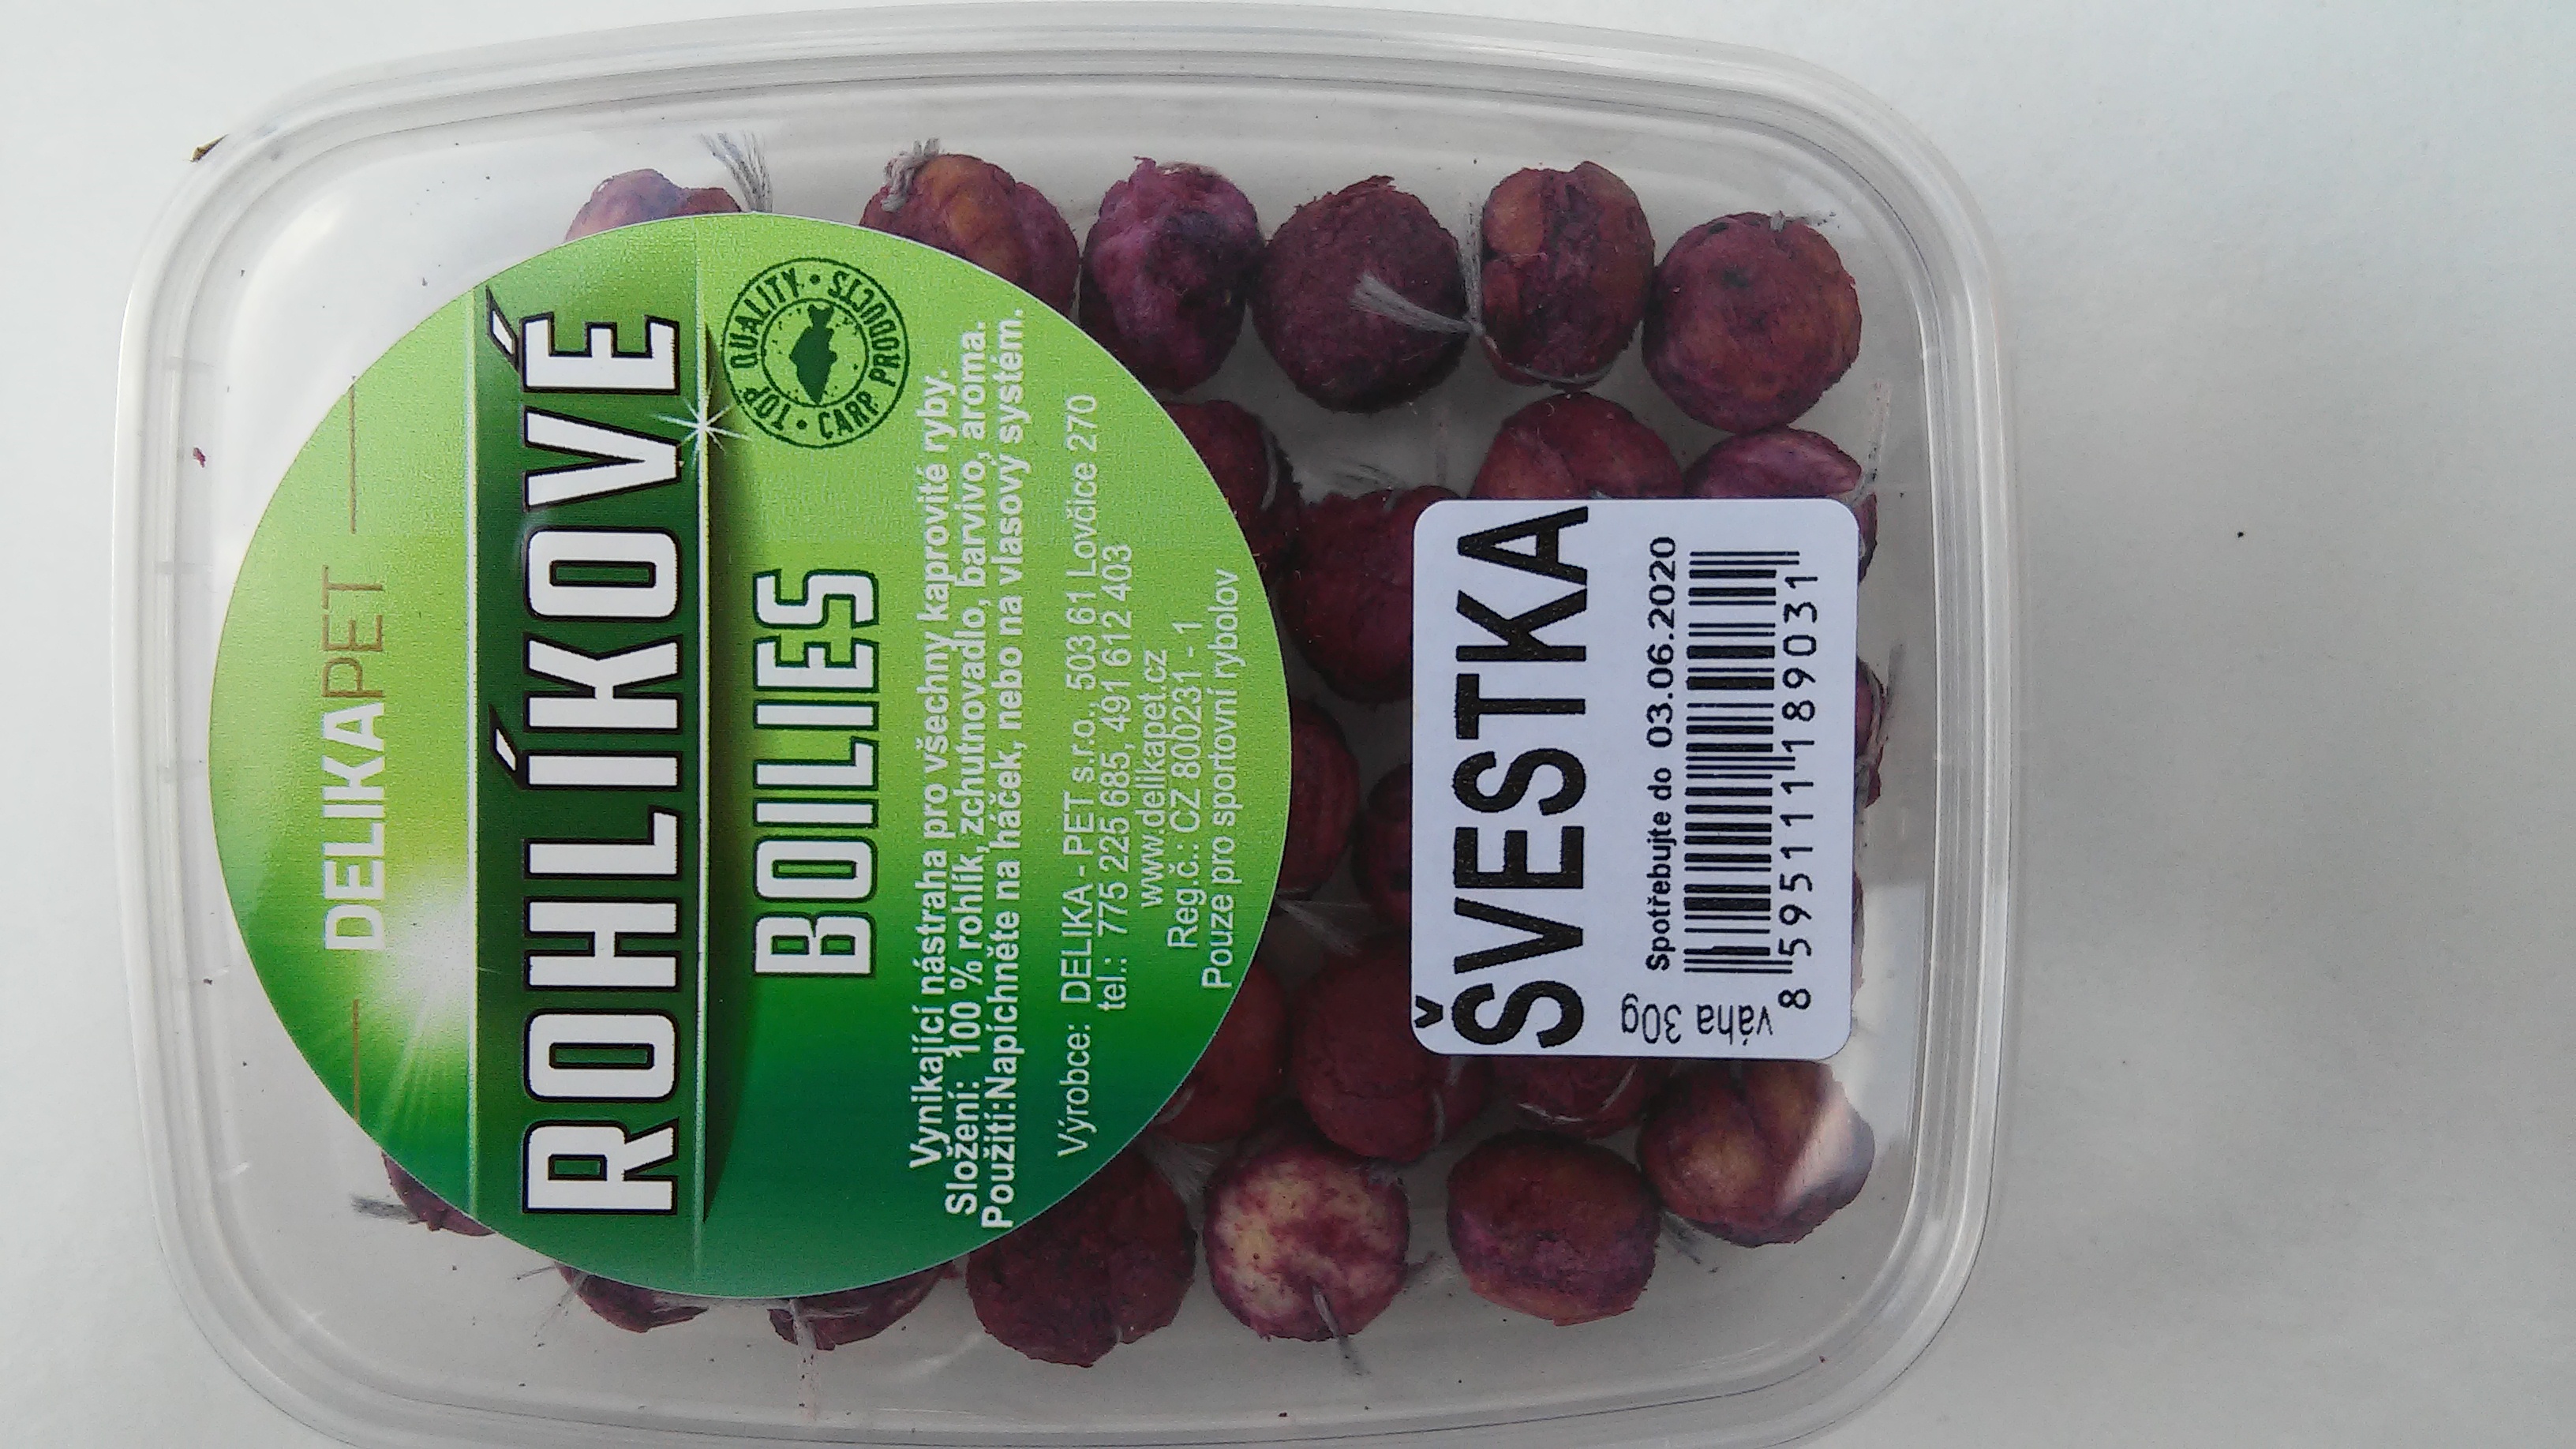 DELIKAPET
ROHLÍKOVÉ
BOILIES
TOP QUALITY • CARP PRODUCTS •
Vynikající nástraha pro všechny kaprovité ryby.
Složení: 100 % rohlík, zchutnovadlo, barvivo, aroma.
Použití:Napíchněte na háček, nebo na vlasový systém.
Výrobce: DELIKA - PET s.r.o., 503 61 Lovčice 270
tel.: 775 225 685, 491 612 403
www.delikapet.cz
Reg.č.: CZ 800231 - 1
Pouze pro sportovní rybolov
ŠVESTKA
váha 30g
Spotřebujte do 03.06.2020
8 595111 189031